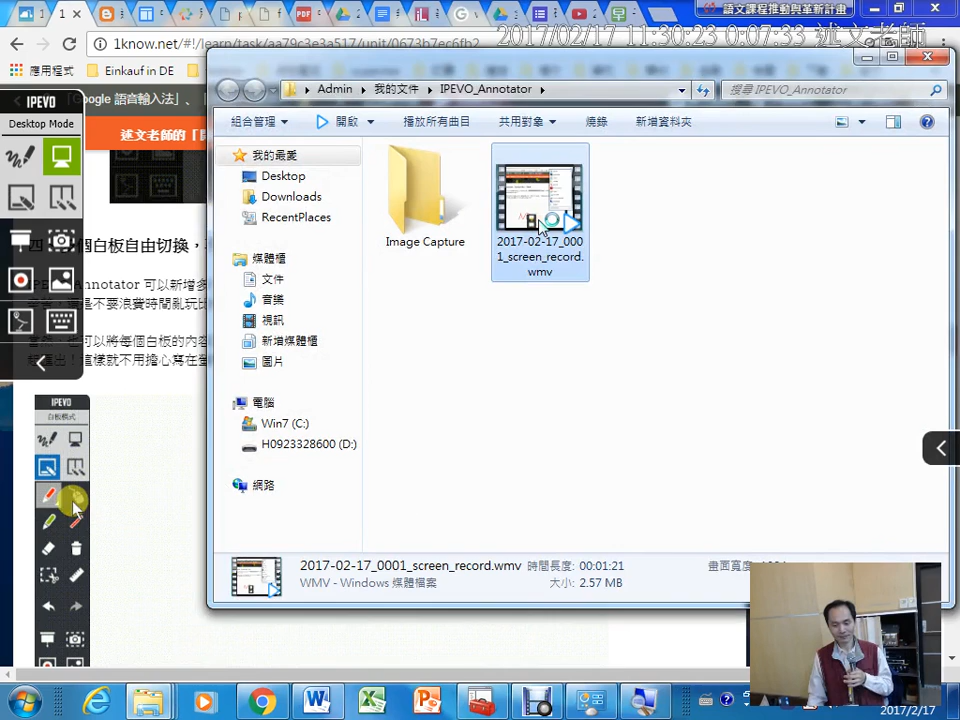 語文課程推動與革新計畫
1know.net/#!/learn/task/aa79c3e3a517/unit/0673b7ec6fb2
2017/02/17 11:30:23 0:07:33 述文老師
應用程式
Einkauf in DE
IPEVO
Desktop Mode
「Google 語音輸入法」、
述文老師的「
個白板自由切換，
nnotator 可以新增多
是不要浪費時間亂玩比
也可以將每個白板的內容
匯出！這樣就不用擔心寫在螢
IPEVO
白板模式
Admin
我的文件
IPEVO_Annotator
搜尋 IPEVO_Annotator
組合管理
開啟
播放所有曲目
共用對象
燒錄
新增資料夾
我的最愛
Desktop
Downloads
RecentPlaces
媒體櫃
文件
音樂
視訊
新增媒體櫃
圖片
電腦
Win7 (C:)
H0923328600 (D:)
網路
Image Capture
2017-02-17_000
1_screen_record.
wmv
2017-02-17_0001_screen_record.wmv
時間長度: 00:01:21
畫面寬度:
WMV - Windows 媒體檔案
大小: 2.57 MB
2017/2/17